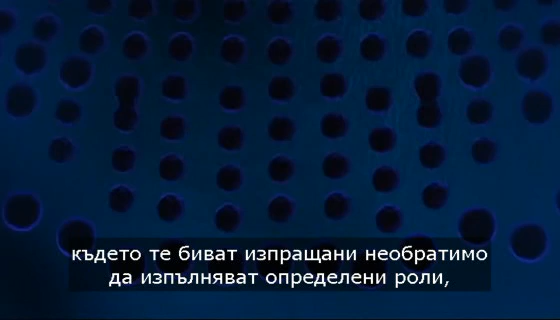 където те биват изпращани необратимо
да изпълняват определени роли,